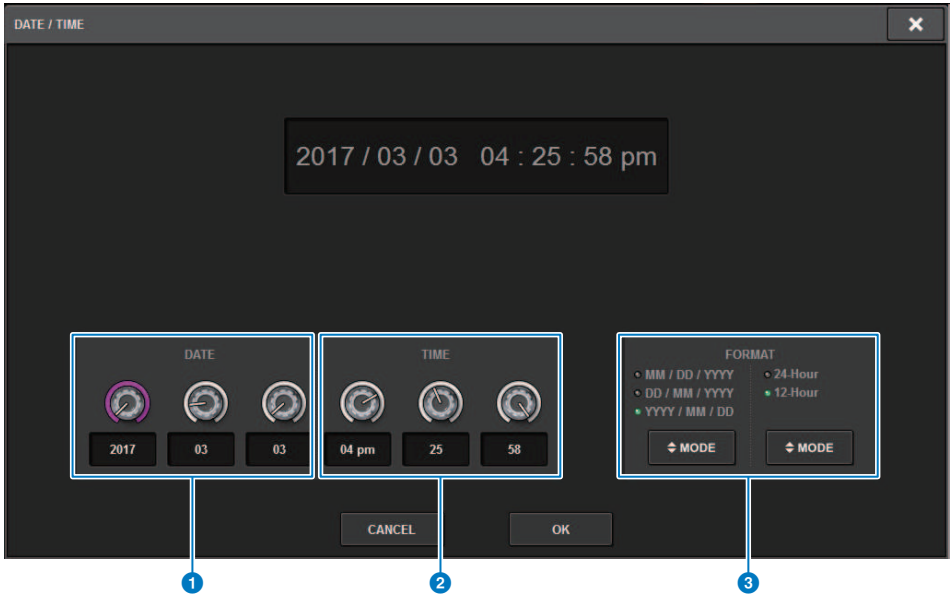 DATE / TIME
2017 / 03 / 03 04 : 25 : 58 pm
DATE
2017 03 03
TIME
04 pm 25 58
FORMAT
MM / DD / YYYY
DD / MM / YYYY
YYYY / MM / DD
MODE
24-Hour
12-Hour
MODE
CANCEL OK
1 2 3